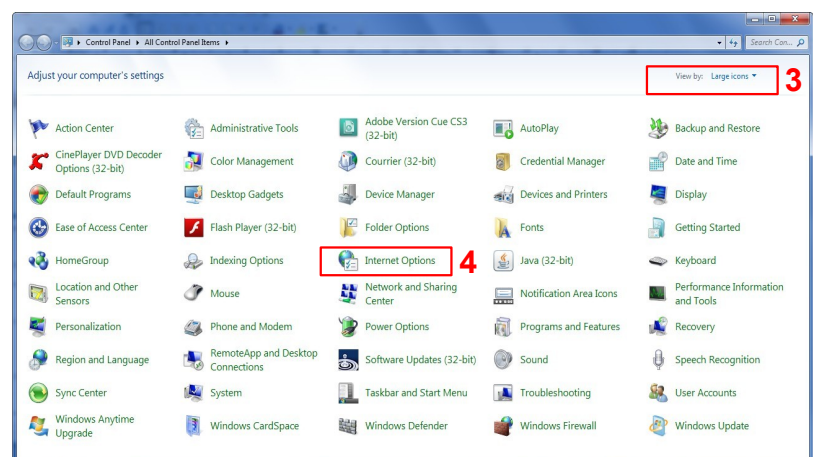 Control Panel ▸ All Control Panel Items ▸
Search Con...
Adjust your computer's settings
View by: Large icons
3
Action Center
Administrative Tools
Adobe Version Cue CS3
(32-bit)
AutoPlay
Backup and Restore
CinePlayer DVD Decoder
Options (32-bit)
Color Management
Courrier (32-bit)
Credential Manager
Date and Time
Default Programs
Desktop Gadgets
Device Manager
Devices and Printers
Display
Ease of Access Center
Flash Player (32-bit)
Folder Options
Fonts
Getting Started
HomeGroup
Indexing Options
Internet Options
4
Java (32-bit)
Keyboard
Location and Other
Sensors
Mouse
Network and Sharing
Center
Notification Area Icons
Performance Information
and Tools
Personalization
Phone and Modem
Power Options
Programs and Features
Recovery
Region and Language
RemoteApp and Desktop
Connections
Software Updates (32-bit)
Sound
Speech Recognition
Sync Center
System
Taskbar and Start Menu
Troubleshooting
User Accounts
Windows Anytime
Upgrade
Windows CardSpace
Windows Defender
Windows Firewall
Windows Update